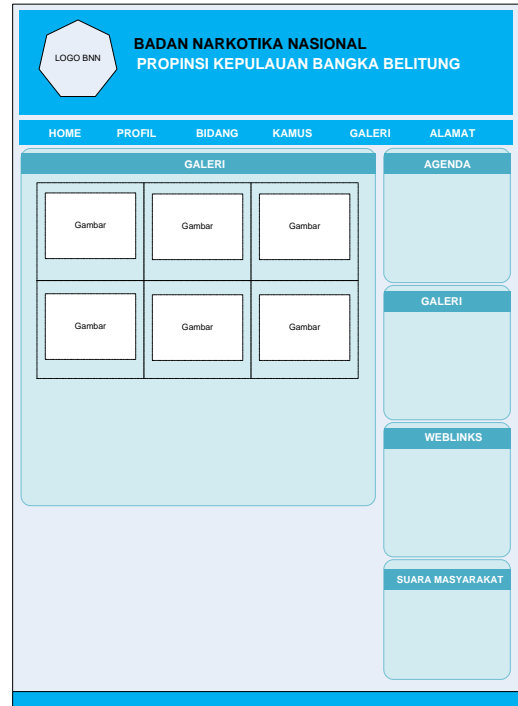 LOGO BNN
BADAN NARKOTIKA NASIONAL
PROPINSI KEPULAUAN BANGKA BELITUNG
HOME PROFIL BIDANG KAMUS GALERI ALAMAT
GALERI
Gambar Gambar Gambar
Gambar Gambar Gambar
AGENDA
GALERI
WEBLINKS
SUARA MASYARAKAT